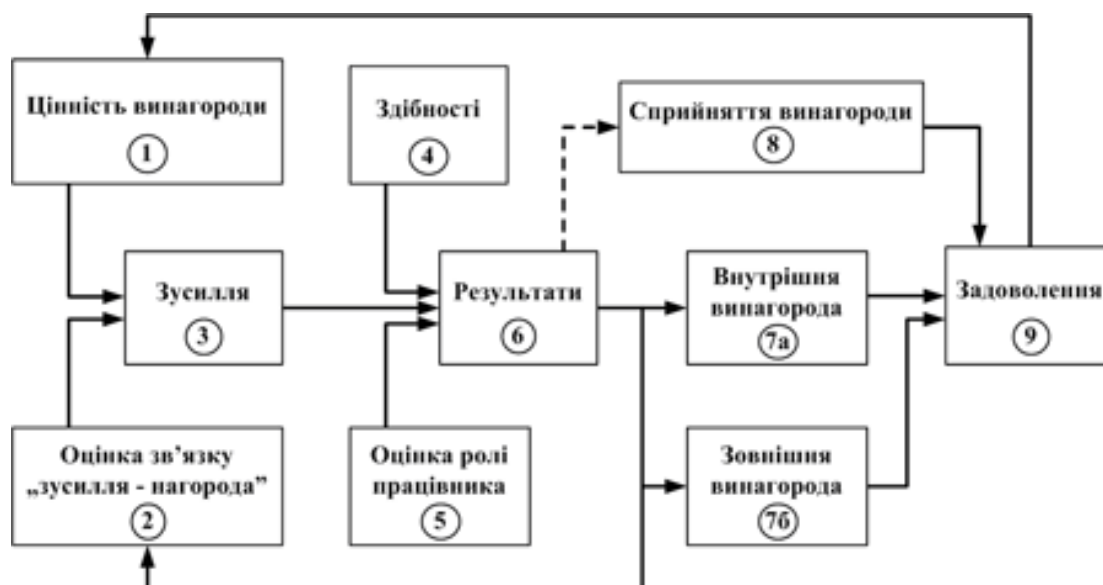 Цінність винагороди
1
Здібності
4
Сприйняття винагороди
8
Зусилля
3
Результати
6
Внутрішня
винагорода
7а
Задоволення
9
Оцінка зв’язку
„зусилля - нагорода”
2
Оцінка ролі
працівника
5
Зовнішня
винагорода
7б